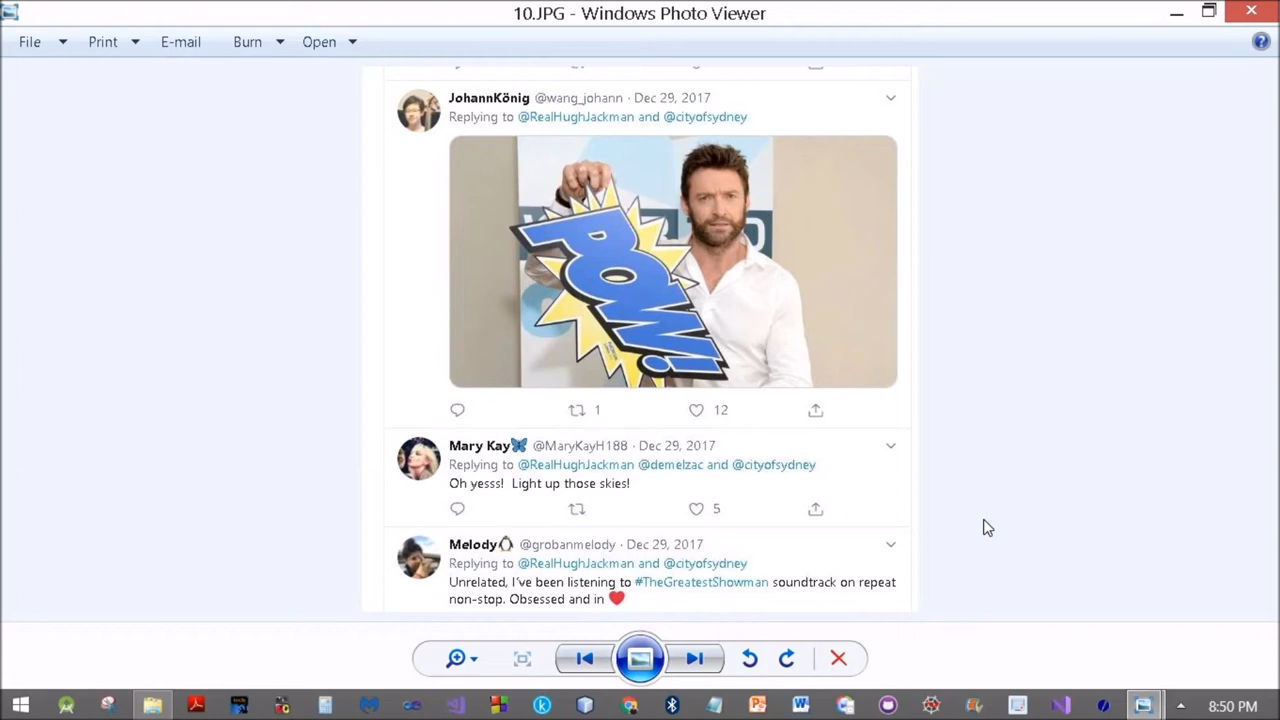 10.JPG - Windows Photo Viewer
File Print E-mail Burn Open
JohannKönig @wang_johann · Dec 29, 2017
Replying to @RealHughJackman and @cityofsydney
POW!
1 12
Mary Kay @MaryKayH188 · Dec 29, 2017
Replying to @RealHughJackman @demelzac and @cityofsydney
Oh yesss! Light up those skies!
5
Melody @grobanmelody · Dec 29, 2017
Replying to @RealHughJackman and @cityofsydney
Unrelated, I've been listening to #TheGreatestShowman soundtrack on repeat
non-stop. Obsessed and in
8:50 PM